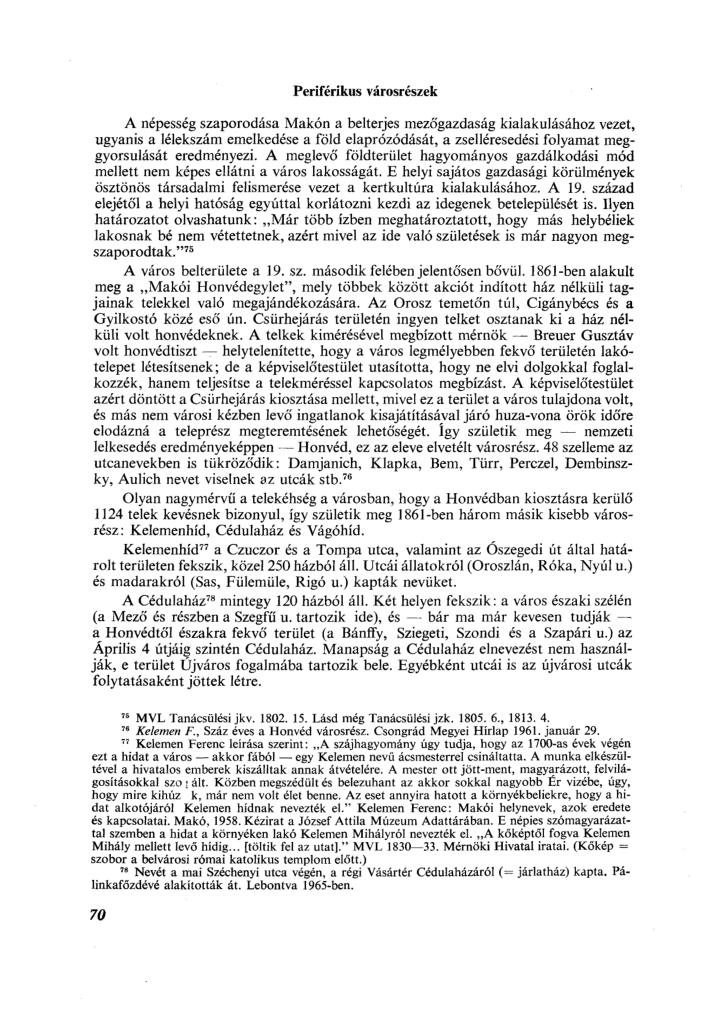 Periférikus városrészek
A népesség szaporodása Makón a belterjes mezőgazdaság kialakulásához vezet,
ugyanis a lélekszám emelkedése a föld elaprózódását, a zselléresedési folyamat meg-
gyorsulását eredményezi. A meglevő földterület hagyományos gazdálkodási mód
mellett nem képes ellátni a város lakosságát. E helyi sajátos gazdasági körülmények
ösztönös társadalmi felismerése vezet a kertkultúra kialakulásához. A 19. század
elejétől a helyi hatóság egyúttal korlátozni kezdi az idegenek betelepülését is. Ilyen
határozatot olvashatunk: „Már több ízben meghatároztatott, hogy más helybéliek
lakosnak bé nem vétettetnek, azért mivel az ide való születések is már nagyon meg-
szaporodtak."⁷⁵
A város belterülete a 19. sz. második felében jelentősen bővül. 1861-ben alakult
meg a „Makói Honvédegylet", mely többek között akciót indított ház nélküli tag-
jainak telekkel való megajándékozására. Az Orosz temetőn túl, Cigánybécs és a
Gyilkostó közé eső ún. Csürhejárás területén ingyen telket osztanak ki a ház nél-
küli volt honvédeknek. A telkek kimérésével megbízott mérnök — Breuer Gusztáv
volt honvédtiszt — helytelenítette, hogy a város legmélyebben fekvő területén lakó-
telepet létesítsenek; de a képviselőtestület utasította, hogy ne elvi dolgokkal foglal-
kozzék, hanem teljesítse a telekméréssel kapcsolatos megbízást. A képviselőtestület
azért döntött a Csürhejárás kiosztása mellett, mivel ez a terület a város tulajdona volt,
és más nem városi kézben levő ingatlanok kisajátításával járó huza-vona örök időre
elodázná a teleprész megteremtésének lehetőségét. Így születik meg — nemzeti
lelkesedés eredményeképpen — Honvéd, ez az eleve elvetélt városrész. 48 szelleme az
utcanevekben is tükröződik: Damjanich, Klapka, Bem, Türr, Perczel, Dembinsz-
ky, Aulich nevet viselnek az utcák stb.⁷⁶
Olyan nagymérvű a telekéhség a városban, hogy a Honvédban kiosztásra kerülő
1124 telek kevésnek bizonyul, így születik meg 1861-ben három másik kisebb város-
rész: Kelemenhíd, Cédulaház és Vágóhíd.
Kelemenhíd⁷⁷ a Czuczor és a Tompa utca, valamint az Ószegedi út által hatá-
rolt területen fekszik, közel 250 házból áll. Utcái állatokról (Oroszlán, Róka, Nyúl u.)
és madarakról (Sas, Fülemüle, Rigó u.) kapták nevüket.
A Cédulaház⁷⁸ mintegy 120 házból áll. Két helyen fekszik: a város északi szélén
(a Mező és részben a Szegfű u. tartozik ide), és — bár ma már kevesen tudják —
a Honvédtől északra fekvő terület (a Bánffy, Sziegeti, Szondi és a Szapári u.) az
Április 4 útjáig szintén Cédulaház. Manapság a Cédulaház elnevezést nem használ-
ják, e terület Újváros fogalmába tartozik bele. Egyébként utcái is az újvárosi utcák
folytatásaként jöttek létre.
⁷⁵ MVL Tanácsülési jkv. 1802. 15. Lásd még Tanácsülési jzk. 1805. 6., 1813. 4.
⁷⁶ Kelemen F., Száz éves a Honvéd városrész. Csongrád Megyei Hírlap 1961. január 29.
⁷⁷ Kelemen Ferenc leírása szerint: „A szájhagyomány úgy tudja, hogy az 1700-as évek végén
ezt a hidat a város — akkor fából — egy Kelemen nevű ácsmesterrel csináltatta. A munka elkészül-
tével a hivatalos emberek kiszálltak annak átvételére. A mester ott jött-ment, magyarázott, felvilá-
gosításokkal szo ált. Közben megszédült és belezuhant az akkor sokkal nagyobb Ér vizébe, úgy,
hogy mire kihúz k, már nem volt élet benne. Az eset annyira hatott a környékbeliekre, hogy a hí-
dat alkotójáról Kelemen hídnak nevezték el." Kelemen Ferenc: Makói helynevek, azok eredete
és kapcsolatai. Makó, 1958. Kézirat a József Attila Múzeum Adattárában. E népies szómagyarázat-
tal szemben a hidat a környéken lakó Kelemen Mihályról nevezték el. „A kőképtől fogva Kelemen
Mihály mellett levő hídig... [töltik fel az utat]." MVL 1830—33. Mérnöki Hivatal iratai. (Kőkép =
szobor a belvárosi római katolikus templom előtt.)
⁷⁸ Nevét a mai Széchenyi utca végén, a régi Vásártér Cédulaházáról (= járlatház) kapta. Pá-
linkafőzdévé alakították át. Lebontva 1965-ben.
70